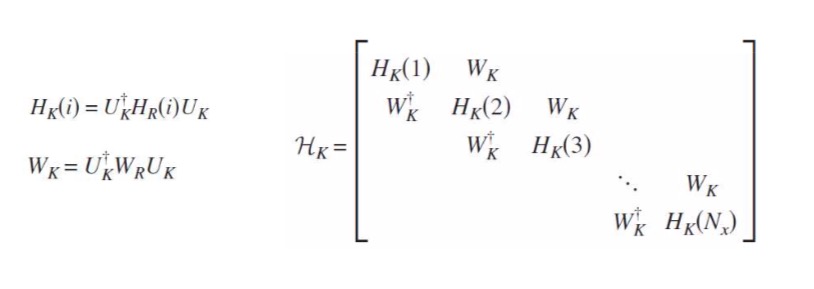 H_K(i) = U_K^† H_R(i) U_K
W_K = U_K^† W_R U_K
ℋ_K =
H_K(1) W_K
W_K^† H_K(2) W_K
W_K^† H_K(3)
⋱ W_K
W_K^† H_K(N_x)